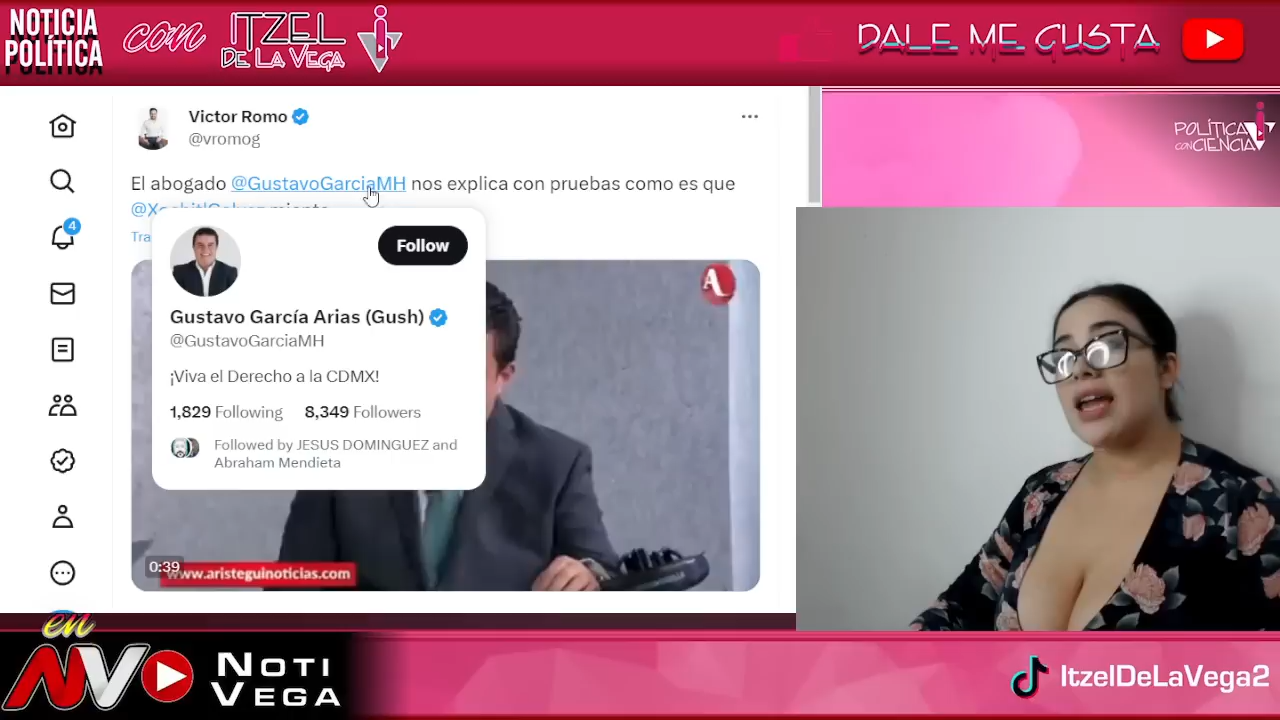 NOTICIA
POLÍTICA
con
ITZEL
DE LA VEGA
DALE ME GUSTA
POLÍTICA
CON CIENCIA
Victor Romo
@vromog
El abogado @GustavoGarciaMH nos explica con pruebas como es que
4
Follow
Gustavo García Arias (Gush)
@GustavoGarciaMH
¡Viva el Derecho a la CDMX!
1,829 Following 8,349 Followers
Followed by JESUS DOMINGUEZ and
Abraham Mendieta
A
0:39
www.aristeguinoticias.com
en
NV
NOTI
VEGA
ItzelDeLaVega2